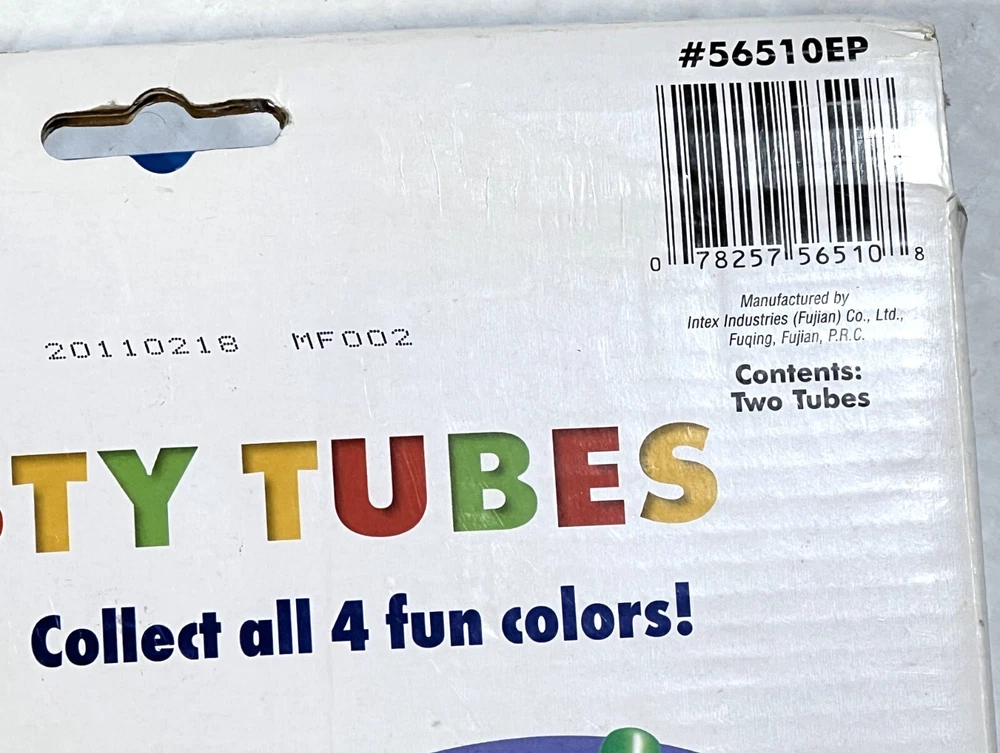 #56510EP
0 78257 56510 8
Manufactured by
Intex Industries (Fujian) Co., Ltd.,
Fuqing, Fujian, P.R.C.
Contents:
Two Tubes
20110218 MF002
TY TUBES
Collect all 4 fun colors!